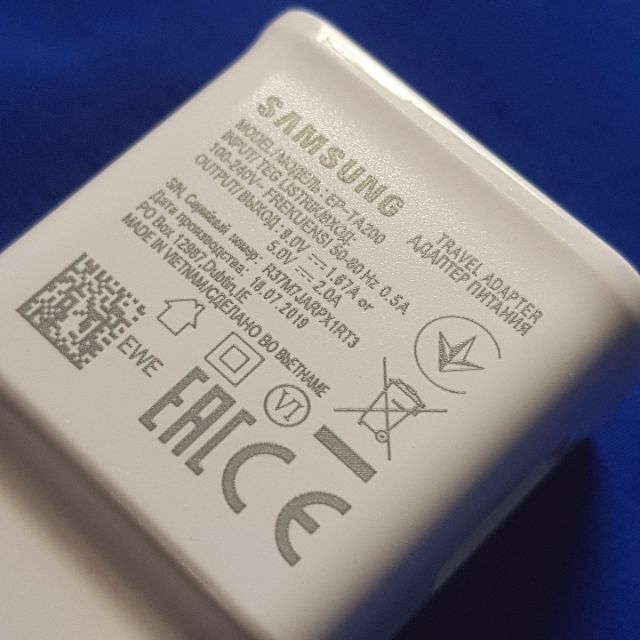 SAMSUNG
TRAVEL ADAPTER
АДАПТЕР ПИТАНИЯ
MODEL/МОДЕЛЬ: EP-TA200
INPUT/TEG LISTRIK/ВХОД:
100-240V~ FREKUENSI 50-60 Hz 0.5A
OUTPUT/ВЫХОД: 9.0V ⎓ 1.67A or
5.0V ⎓ 2.0A
SN, Серийный номер: R37M7JARPX1RT3
Дата производства: 18.07.2019
PO box 12987,Dublin,IE
MADE IN VIETNAM/СДЕЛАНО ВО ВЬЕТНАМЕ
EWE
VI
EAC
CE